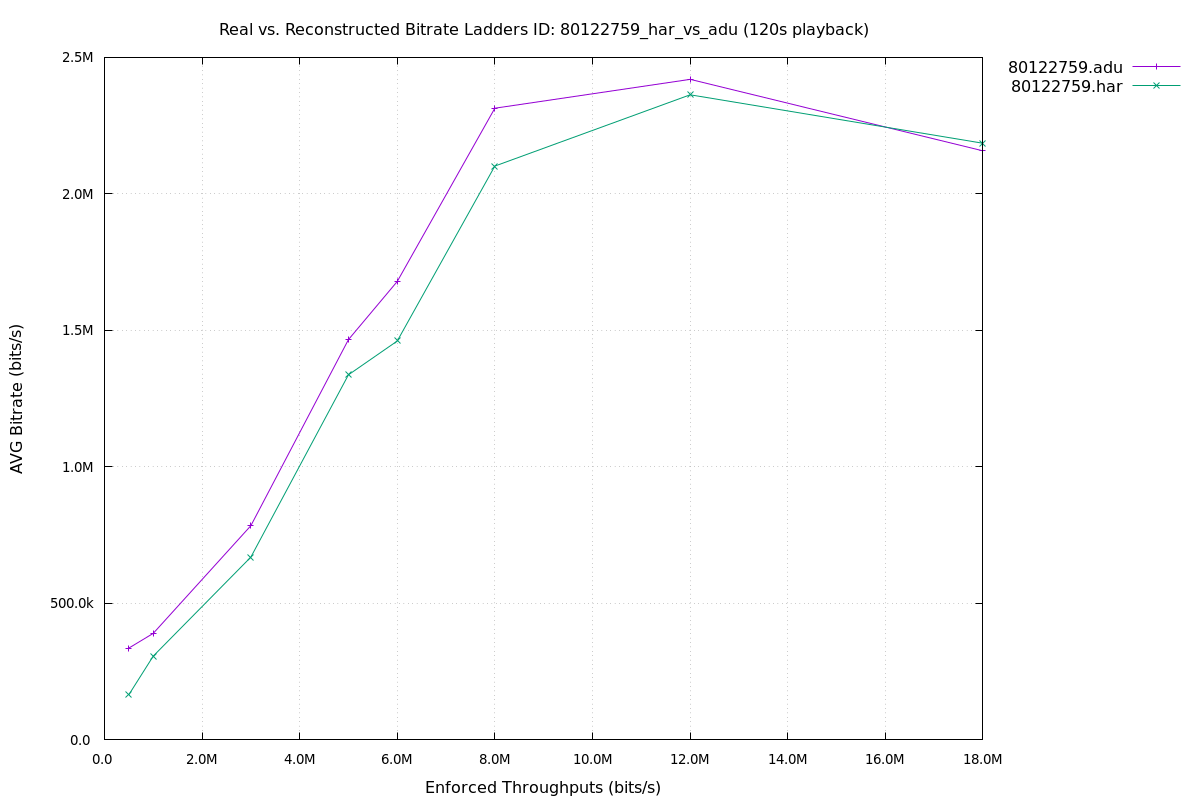 Real vs. Reconstructed Bitrate Ladders ID: 80122759_har_vs_adu (120s playback)
80122759.adu
80122759.har
2.5M
2.0M
1.5M
1.0M
500.0k
0.0
AVG Bitrate (bits/s)
0.0 2.0M 4.0M 6.0M 8.0M 10.0M 12.0M 14.0M 16.0M 18.0M
Enforced Throughputs (bits/s)